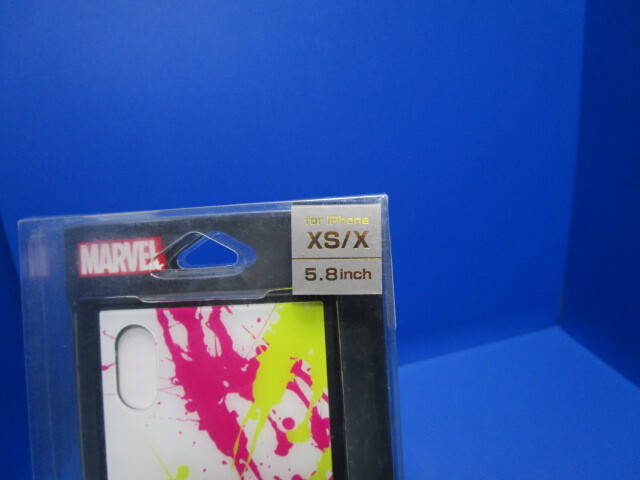 MARVEL
for iPhone
XS/X
5.8inch